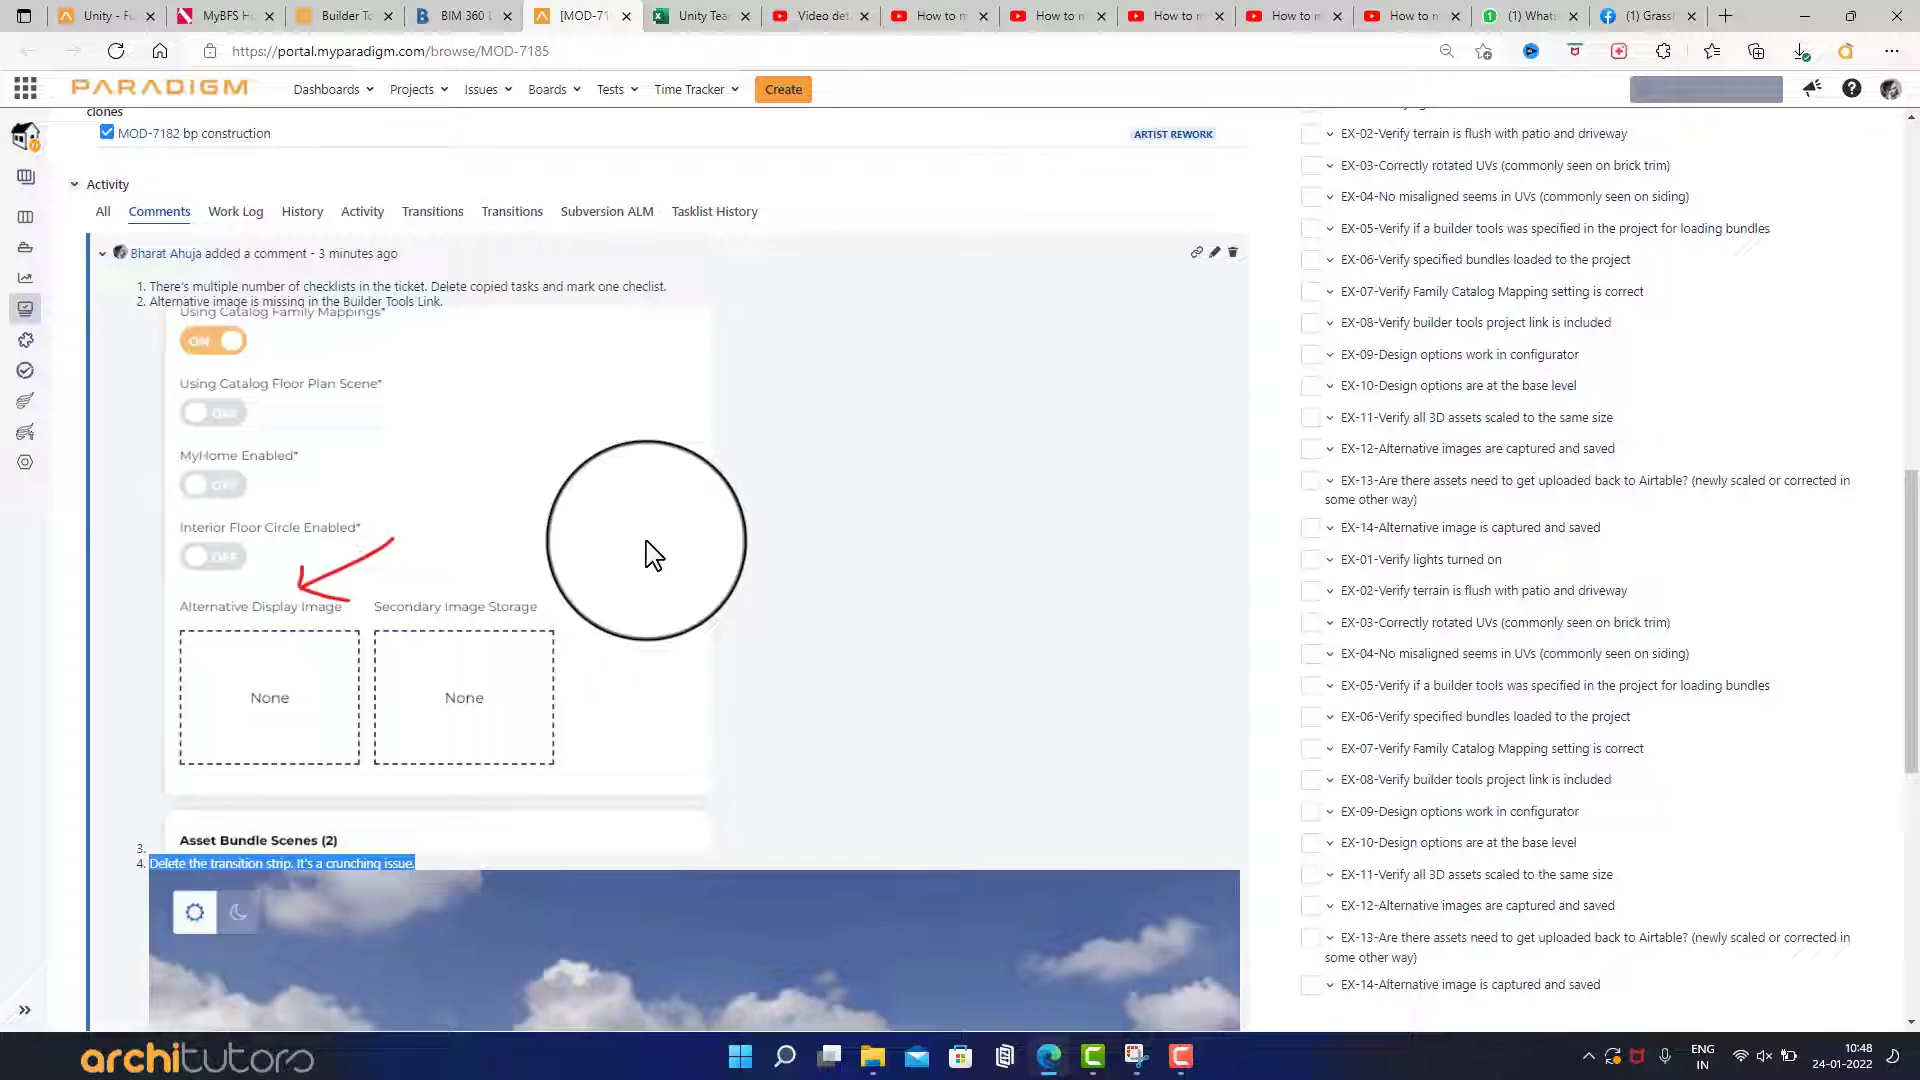 Unity - Fu
MyBFS Hu
Builder To
BIM 360 D
[MOD-71
Unity Tea
Video det
How to m
How to m
How to m
How to m
How to m
(1) Whats
(1) Grassh
https://portal.myparadigm.com/browse/MOD-7185
PARADIGM
Dashboards
Projects
Issues
Boards
Tests
Time Tracker
Create
clones
MOD-7182 bp construction
ARTIST REWORK
Activity
All
Comments
Work Log
History
Activity
Transitions
Transitions
Subversion ALM
Tasklist History
Bharat Ahuja added a comment - 3 minutes ago
1. There's multiple number of checklists in the ticket. Delete copied tasks and mark one checlist.
2. Alternative image is missing in the Builder Tools Link.
Using Catalog Family Mappings*
ON
Using Catalog Floor Plan Scene*
OFF
MyHome Enabled*
OFF
Interior Floor Circle Enabled*
OFF
Alternative Display Image
Secondary Image Storage
None
None
Asset Bundle Scenes (2)
3.
4. Delete the transition strip. It's a crunching issue.
EX-02-Verify terrain is flush with patio and driveway
EX-03-Correctly rotated UVs (commonly seen on brick trim)
EX-04-No misaligned seems in UVs (commonly seen on siding)
EX-05-Verify if a builder tools was specified in the project for loading bundles
EX-06-Verify specified bundles loaded to the project
EX-07-Verify Family Catalog Mapping setting is correct
EX-08-Verify builder tools project link is included
EX-09-Design options work in configurator
EX-10-Design options are at the base level
EX-11-Verify all 3D assets scaled to the same size
EX-12-Alternative images are captured and saved
EX-13-Are there assets need to get uploaded back to Airtable? (newly scaled or corrected in
some other way)
EX-14-Alternative image is captured and saved
EX-01-Verify lights turned on
EX-02-Verify terrain is flush with patio and driveway
EX-03-Correctly rotated UVs (commonly seen on brick trim)
EX-04-No misaligned seems in UVs (commonly seen on siding)
EX-05-Verify if a builder tools was specified in the project for loading bundles
EX-06-Verify specified bundles loaded to the project
EX-07-Verify Family Catalog Mapping setting is correct
EX-08-Verify builder tools project link is included
EX-09-Design options work in configurator
EX-10-Design options are at the base level
EX-11-Verify all 3D assets scaled to the same size
EX-12-Alternative images are captured and saved
EX-13-Are there assets need to get uploaded back to Airtable? (newly scaled or corrected in
some other way)
EX-14-Alternative image is captured and saved
architutors
ENG
IN
10:48
24-01-2022